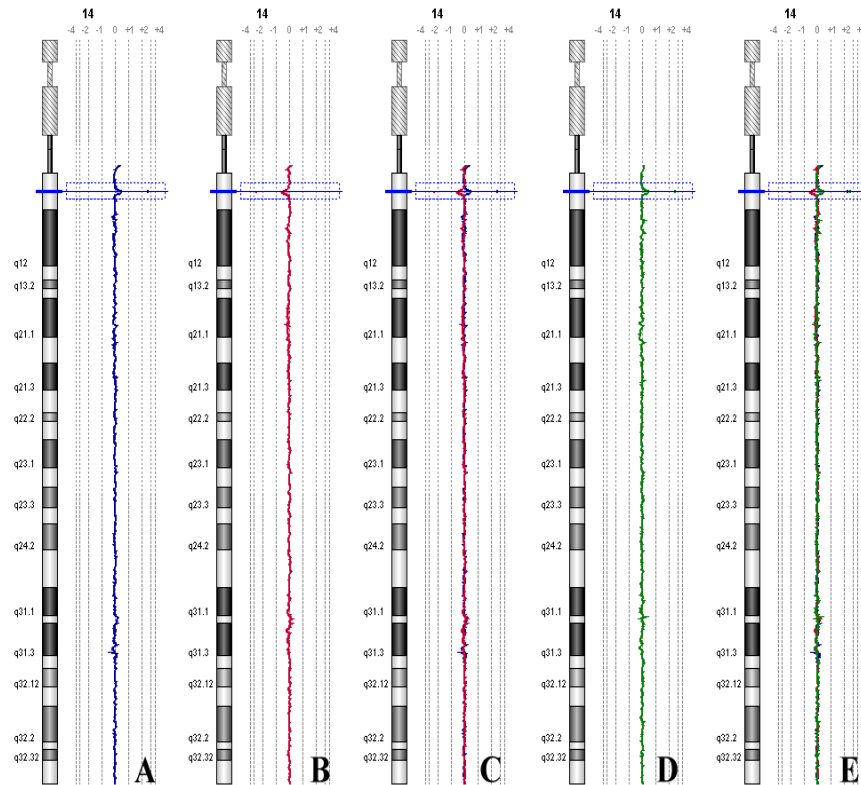 14 14 14 14 14
-4 -2 -1 0 +1 +2 +4 -4 -2 -1 0 +1 +2 +4 -4 -2 -1 0 +1 +2 +4 -4 -2 -1 0 +1 +2 +4 -4 -2 -1 0 +1 +2 +4
q12 q12 q12 q12 q12
q13.2 q13.2 q13.2 q13.2 q13.2
q21.1 q21.1 q21.1 q21.1 q21.1
q21.3 q21.3 q21.3 q21.3 q21.3
q22.2 q22.2 q22.2 q22.2 q22.2
q23.1 q23.1 q23.1 q23.1 q23.1
q23.3 q23.3 q23.3 q23.3 q23.3
q24.2 q24.2 q24.2 q24.2 q24.2
q31.1 q31.1 q31.1 q31.1 q31.1
q31.3 q31.3 q31.3 q31.3 q31.3
q32.12 q32.12 q32.12 q32.12 q32.12
q32.2 q32.2 q32.2 q32.2 q32.2
q32.32 q32.32 q32.32 q32.32 q32.32
A B C D E